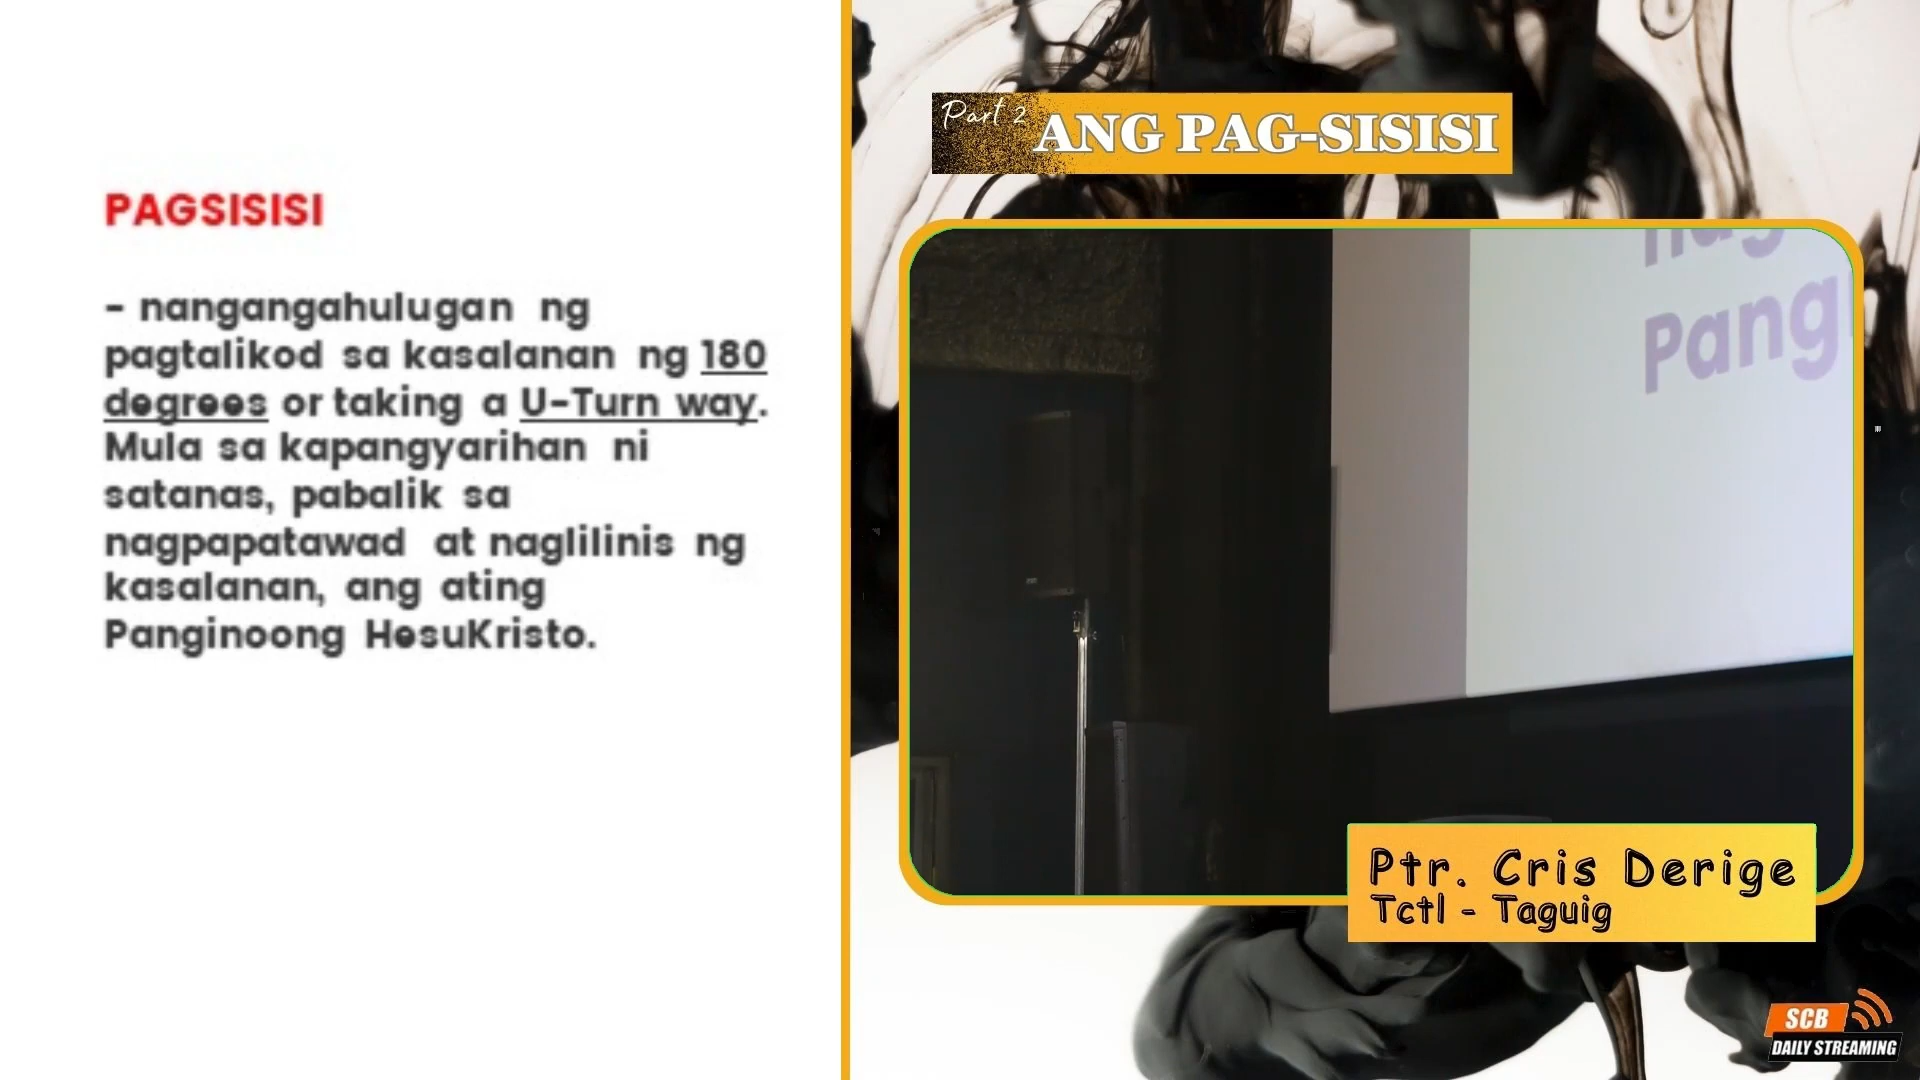 PAGSISISI
- nangangahulugan ng
pagtalikod sa kasalanan ng 180
degrees or taking a U-Turn way.
Mula sa kapangyarihan ni
satanas, pabalik sa
nagpapatawad at naglilinis ng
kasalanan, ang ating
Panginoong HesuKristo.
Part 2
ANG PAG-SISISI
nag
Pang
Ptr. Cris Derige
Tctl - Taguig
SCB
DAILY STREAMING